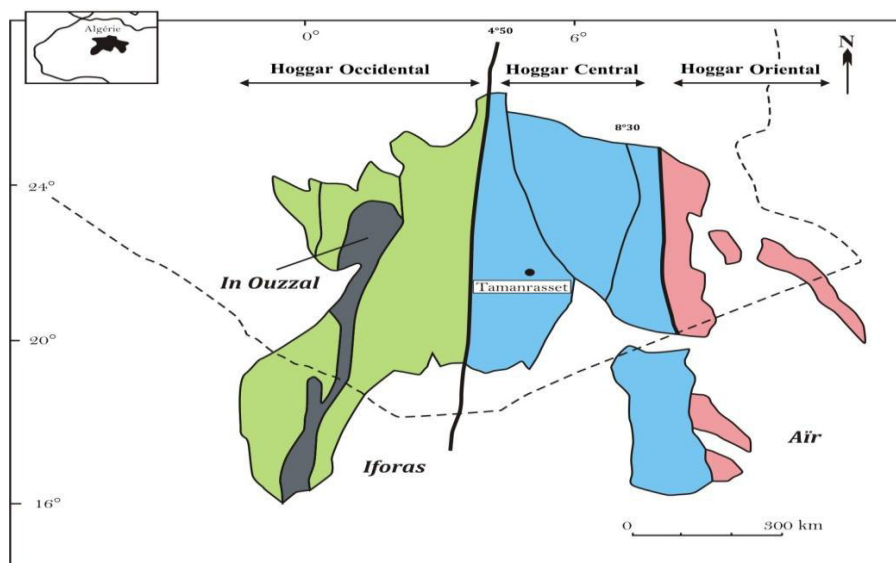 Algérie
0°
4°50
6°
N
Hoggar Occidental
Hoggar Central
Hoggar Oriental
8°30
24°
In Ouzzal
Tamanrasset
20°
Iforas
Aïr
16°
0
300 km